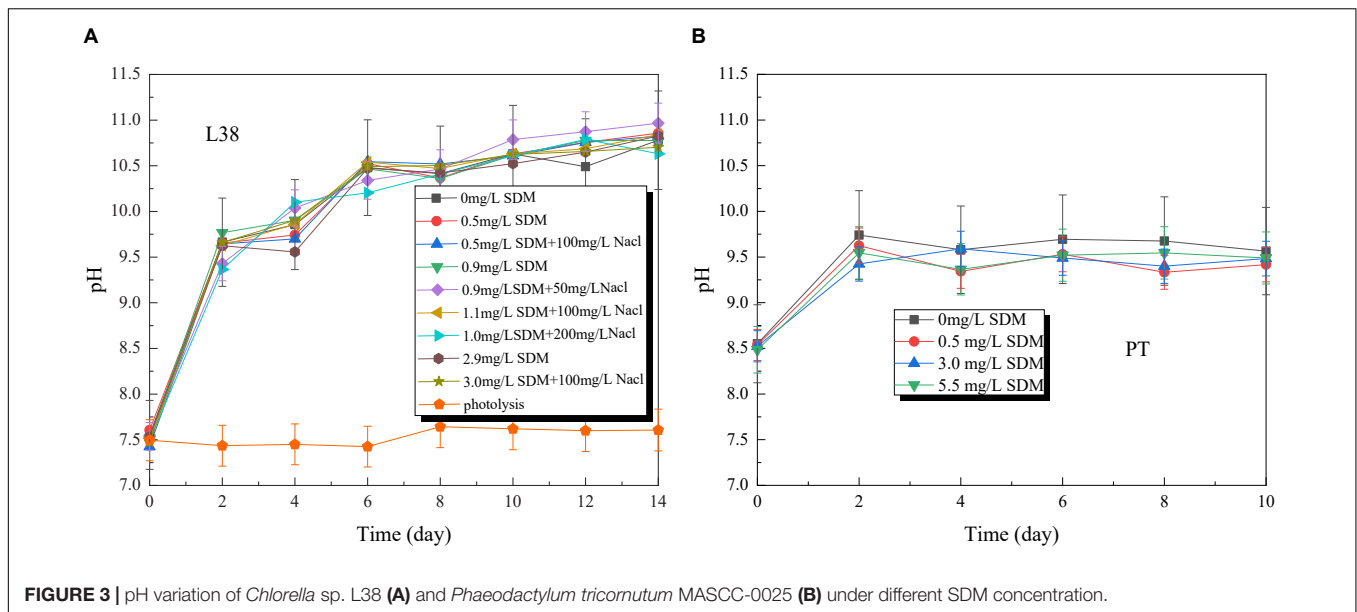 A
11.5
11.0
10.5
10.0
9.5
9.0
8.5
8.0
7.5
7.0
pH
L38
0mg/L SDM
0.5mg/L SDM
0.5mg/L SDM+100mg/L Nacl
0.9mg/L SDM
0.9mg/LSDM+50mg/LNacl
1.1mg/L SDM+100mg/L Nacl
1.0mg/LSDM+200mg/LNacl
2.9mg/L SDM
3.0mg/L SDM+100mg/L Nacl
photolysis
0 2 4 6 8 10 12 14
Time (day)
B
11.5
11.0
10.5
10.0
9.5
9.0
8.5
8.0
7.5
7.0
pH
0mg/L SDM
0.5 mg/L SDM
3.0 mg/L SDM
5.5 mg/L SDM
PT
0 2 4 6 8 10
Time (day)
FIGURE 3 | pH variation of Chlorella sp. L38 (A) and Phaeodactylum tricornutum MASCC-0025 (B) under different SDM concentration.